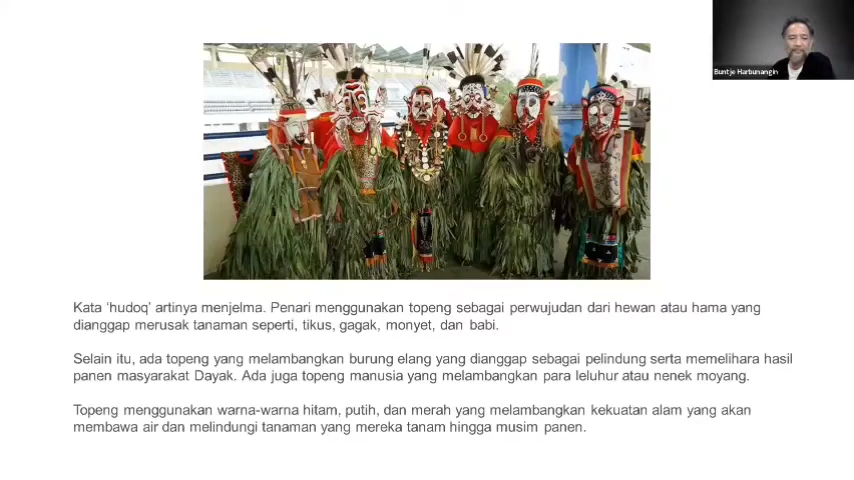 Buntje Harbunangin
Kata ‘hudoq’ artinya menjelma. Penari menggunakan topeng sebagai perwujudan dari hewan atau hama yang
dianggap merusak tanaman seperti, tikus, gagak, monyet, dan babi.
Selain itu, ada topeng yang melambangkan burung elang yang dianggap sebagai pelindung serta memelihara hasil
panen masyarakat Dayak. Ada juga topeng manusia yang melambangkan para leluhur atau nenek moyang.
Topeng menggunakan warna-warna hitam, putih, dan merah yang melambangkan kekuatan alam yang akan
membawa air dan melindungi tanaman yang mereka tanam hingga musim panen.